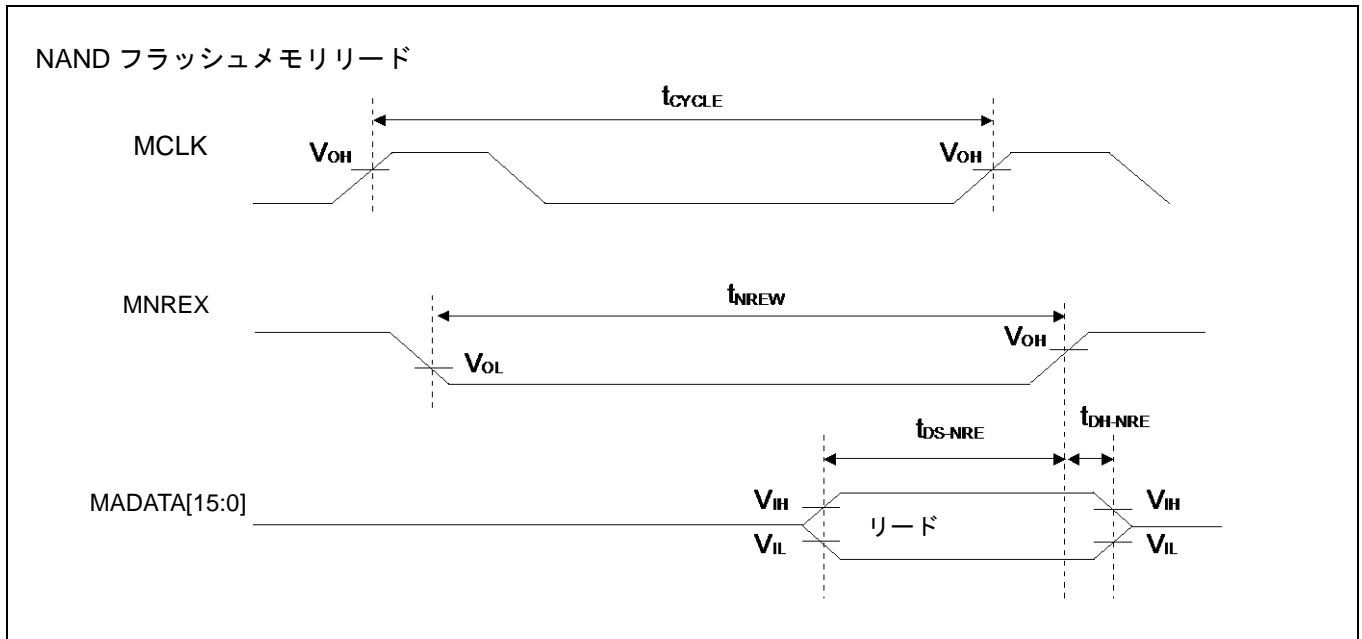 NAND フラッシュメモリリード
tCYCLE
MCLK
VOH
VOH
MNREX
tNREW
VOH
VOL
tDS-NRE
tDH-NRE
MADATA[15:0]
VIH
リード
VIH
VIL
VIL